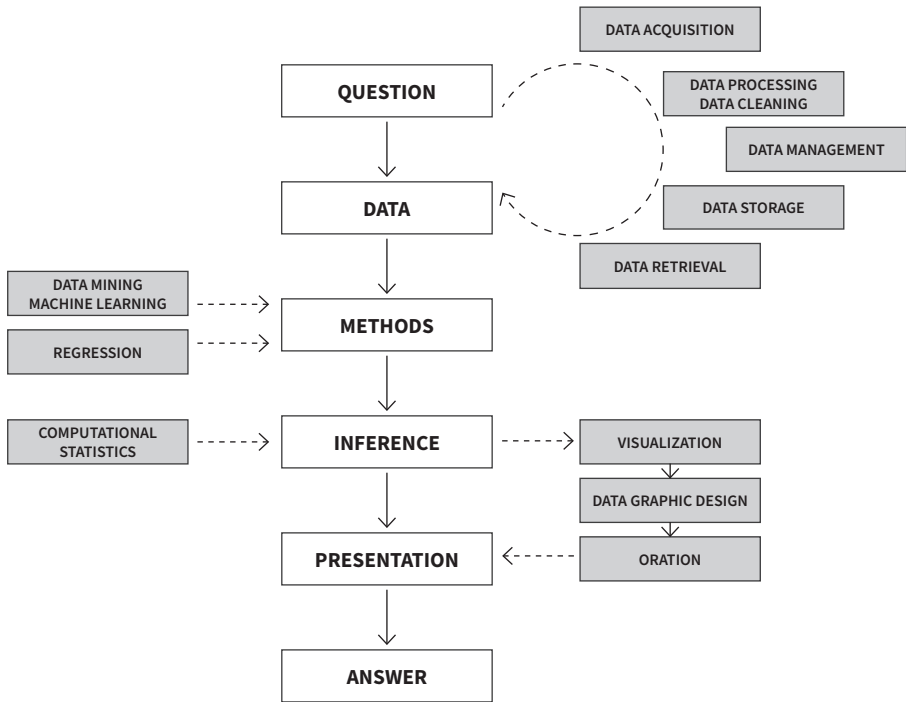 DATA ACQUISITION
QUESTION
DATA PROCESSING
DATA CLEANING
DATA MANAGEMENT
DATA
DATA STORAGE
DATA RETRIEVAL
DATA MINING
MACHINE LEARNING
METHODS
REGRESSION
COMPUTATIONAL
STATISTICS
INFERENCE
VISUALIZATION
DATA GRAPHIC DESIGN
PRESENTATION
ORATION
ANSWER